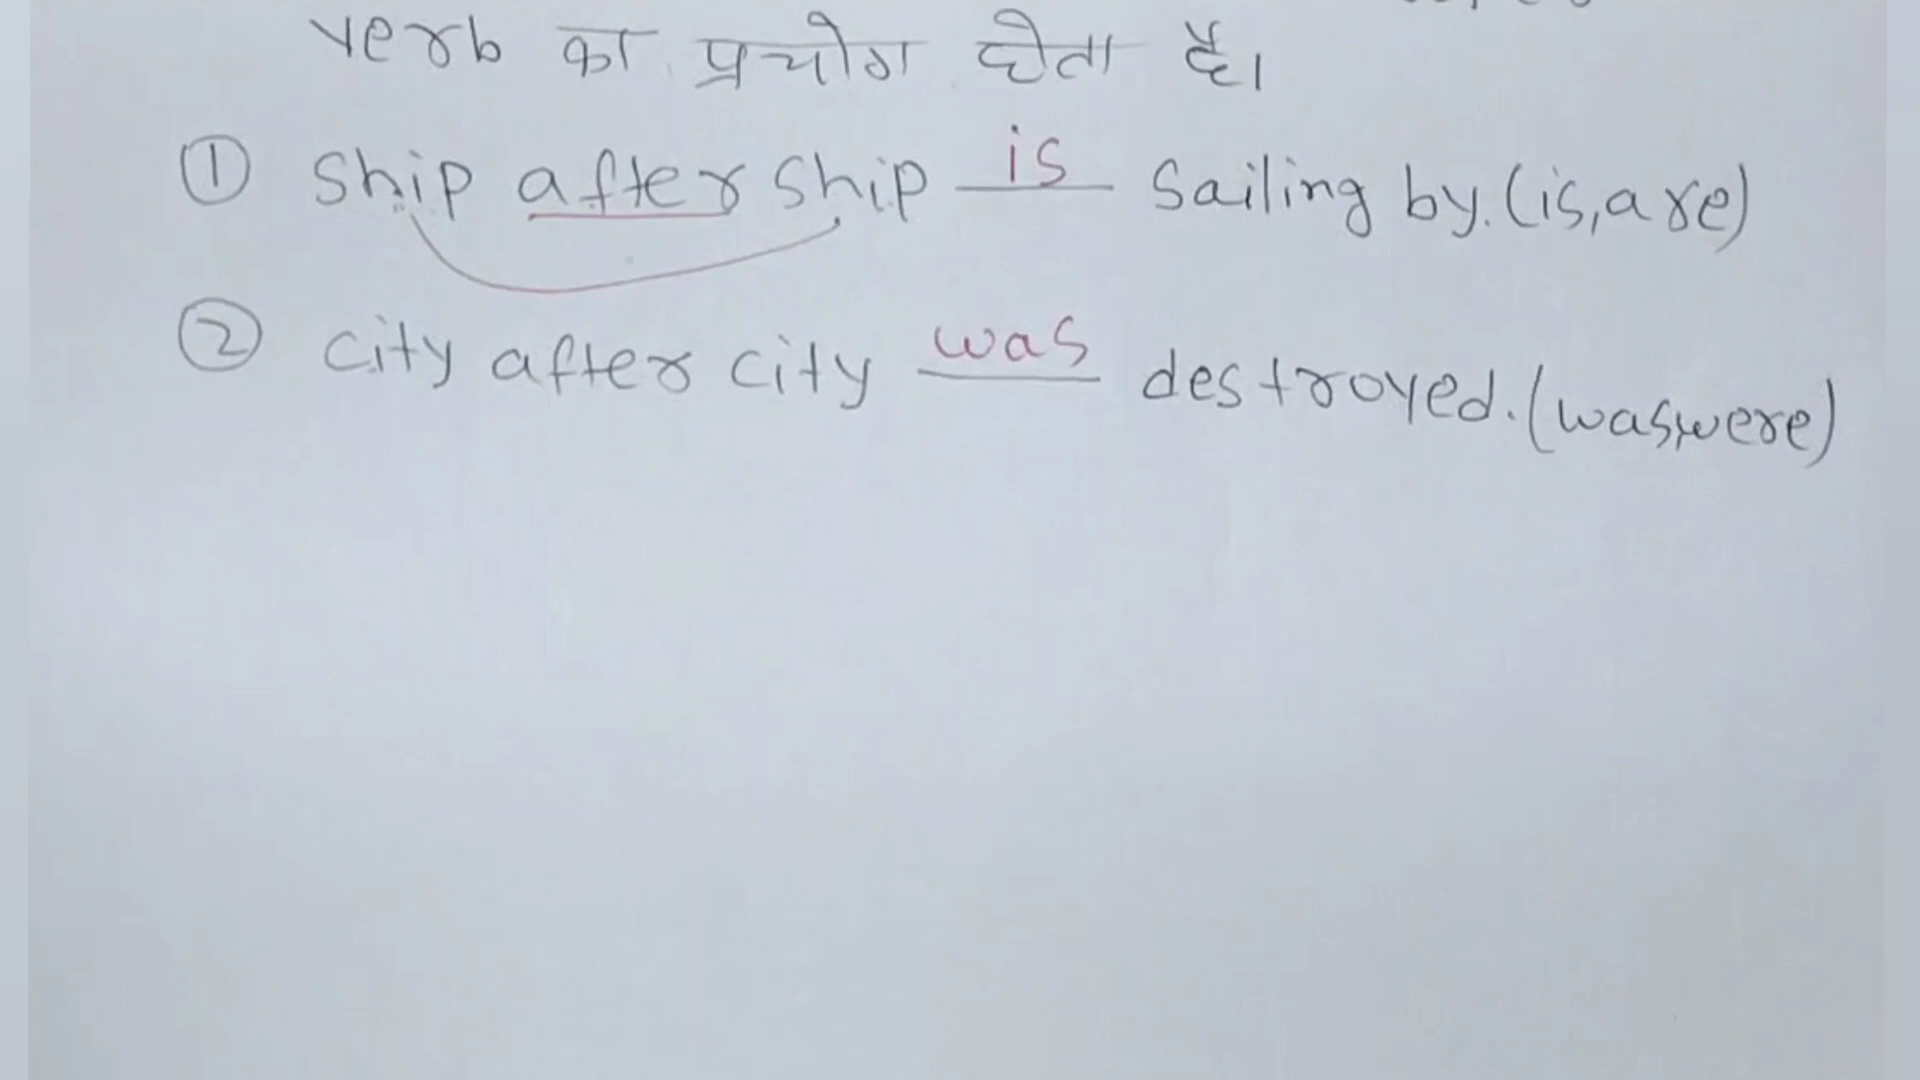 verb का प्रयोग होता है।
① Ship after ship is Sailing by. (is, are)
② City after city was destroyed. (was, were)